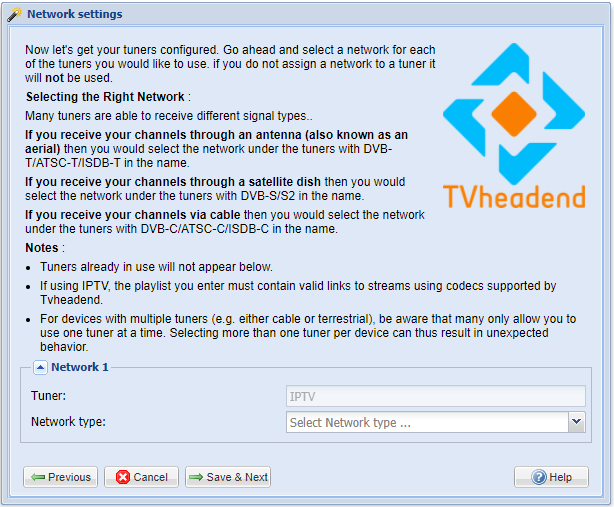 Network settings
Now let's get your tuners configured. Go ahead and select a network for each
of the tuners you would like to use. if you do not assign a network to a tuner it
will not be used.
Selecting the Right Network :
Many tuners are able to receive different signal types..
If you receive your channels through an antenna (also known as an
aerial) then you would select the network under the tuners with DVB-
T/ATSC-T/ISDB-T in the name.
If you receive your channels through a satellite dish then you would
select the network under the tuners with DVB-S/S2 in the name.
If you receive your channels via cable then you would select the network
under the tuners with DVB-C/ATSC-C/ISDB-C in the name.
TVheadend
Notes :
• Tuners already in use will not appear below.
• If using IPTV, the playlist you enter must contain valid links to streams using codecs supported by
Tvheadend.
• For devices with multiple tuners (e.g. either cable or terrestrial), be aware that many only allow you to
use one tuner at a time. Selecting more than one tuner per device can thus result in unexpected
behavior.
Network 1
Tuner: IPTV
Network type: Select Network type ...
Previous Cancel Save & Next Help